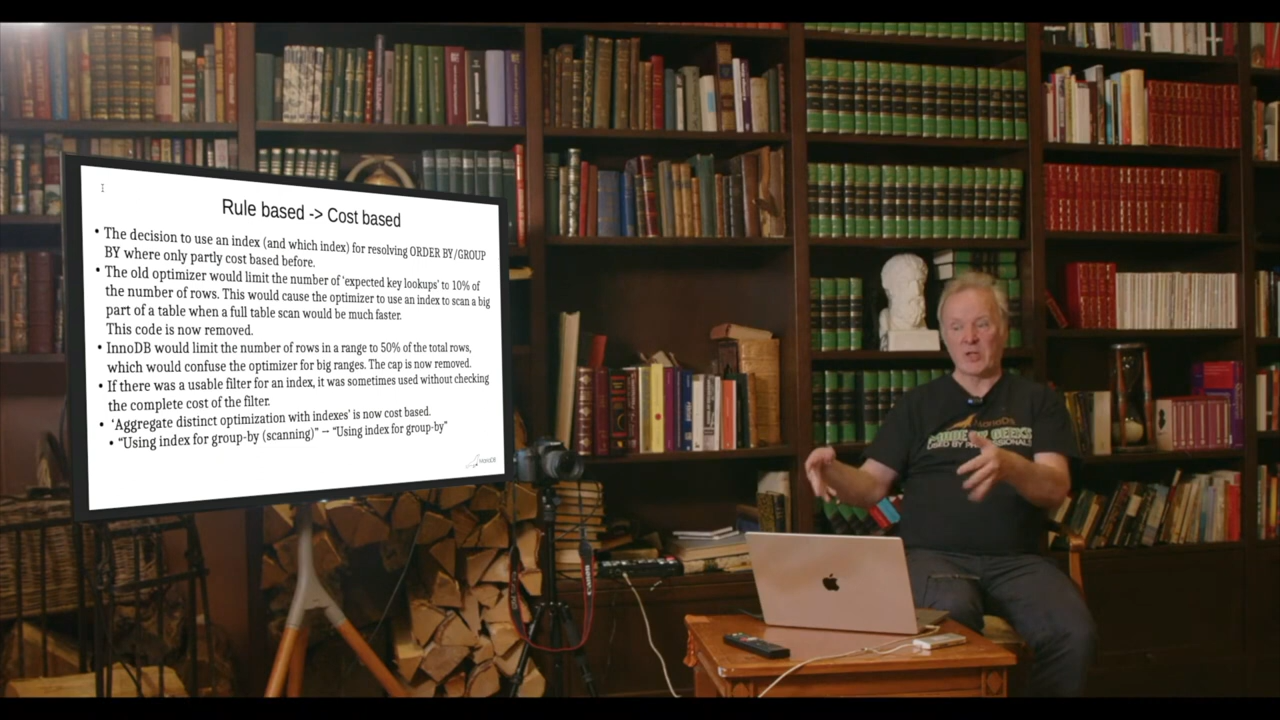 Rule based -> Cost based
• The decision to use an index (and which index) for resolving ORDER BY/GROUP
BY where only partly cost based before.
• The old optimizer would limit the number of 'expected key lookups' to 10% of
the number of rows. This would cause the optimizer to use an index to scan a big
part of a table when a full table scan would be much faster.
This code is now removed.
• InnoDB would limit the number of rows in a range to 50% of the total rows,
which would confuse the optimizer for big ranges. The cap is now removed.
• If there was a usable filter for an index, it was sometimes used without checking
the complete cost of the filter.
• 'Aggregate distinct optimization with indexes' is now cost based.
• "Using index for group-by (scanning)" → "Using index for group-by"
MariaDB
MariaDB
USED BY PROFESSIONALS